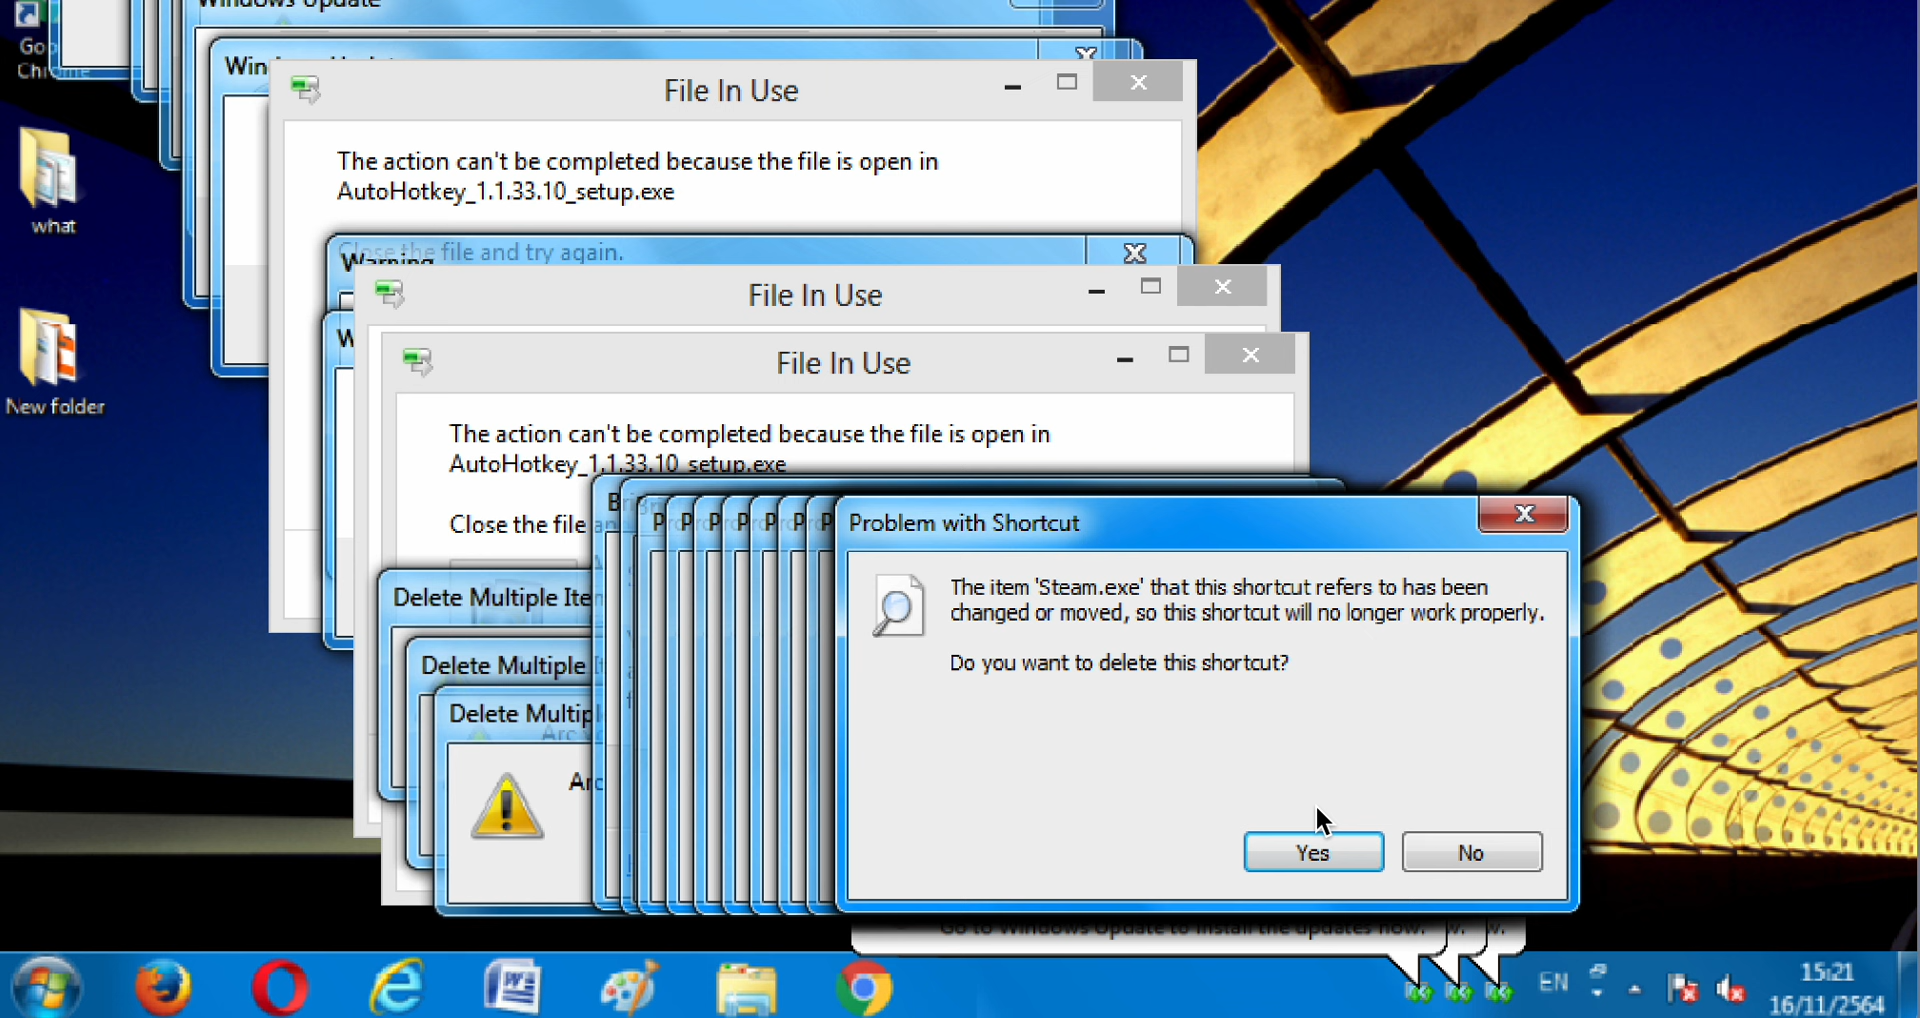 Windows Update
Goo
Chrome
what
New folder
File In Use
The action can't be completed because the file is open in
AutoHotkey_1.1.33.10_setup.exe
Close the file and try again.
Warning
File In Use
File In Use
The action can't be completed because the file is open in
AutoHotkey_1.1.33.10_setup.exe
Close the file
Delete Multiple Ite
Delete Multiple
Delete Multipl
Arc
Problem with Shortcut
The item 'Steam.exe' that this shortcut refers to has been
changed or moved, so this shortcut will no longer work properly.
Do you want to delete this shortcut?
Yes
No
Go to Windows Update to install the updates now.
EN
15:21
16/11/2564